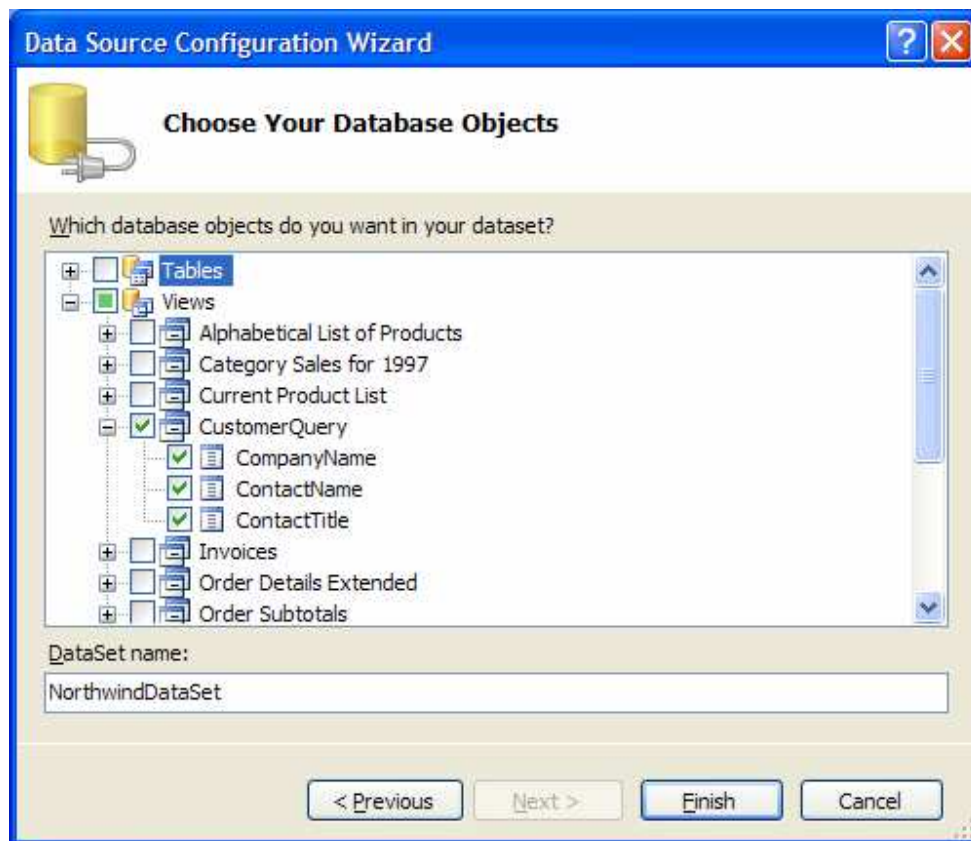 Data Source Configuration Wizard
Choose Your Database Objects
Which database objects do you want in your dataset?
Tables
Views
Alphabetical List of Products
Category Sales for 1997
Current Product List
CustomerQuery
CompanyName
ContactName
ContactTitle
Invoices
Order Details Extended
Order Subtotals
DataSet name:
NorthwindDataSet
< Previous Next > Finish Cancel